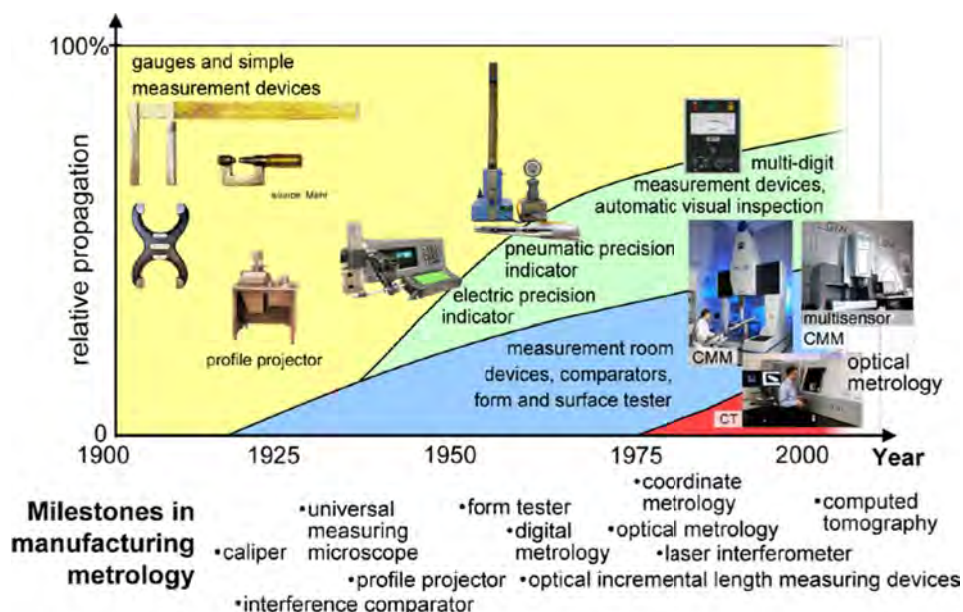 100%
gauges and simple
measurement devices
source: Mahr
multi-digit
measurement devices,
automatic visual inspection
relative propagation
pneumatic precision
indicator
electric precision
indicator
profile projector
measurement room
devices, comparators,
form and surface tester
CMM
multisensor
CMM
optical
metrology
CT
0
1900
1925
1950
1975
2000
Year
Milestones in
manufacturing
metrology
•caliper
•universal
measuring
microscope
•interference comparator
•profile projector
•form tester
•digital
metrology
•optical incremental length measuring devices
•coordinate
metrology
•optical metrology
•laser interferometer
•computed
tomography